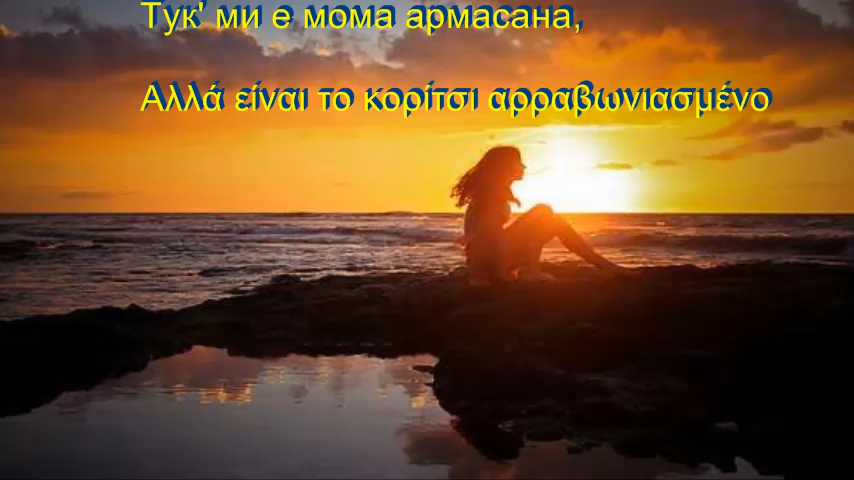 Тук' ми е мома армасана,
Αλλά είναι το κορίτσι αρραβωνιασμένο